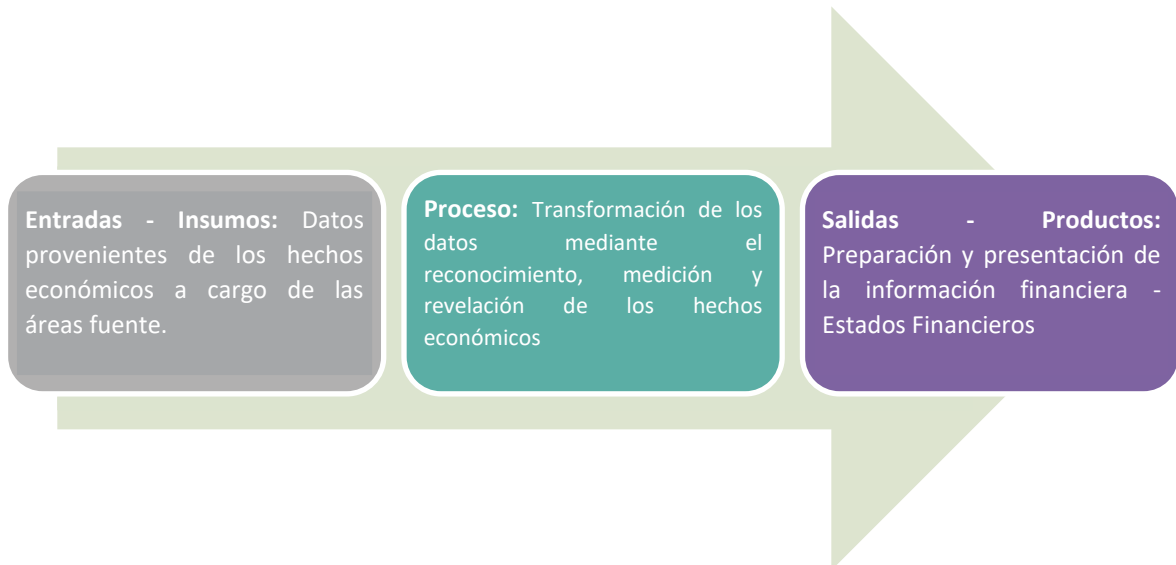 Entradas - Insumos: Datos
provenientes de los hechos
económicos a cargo de las
áreas fuente.
Proceso: Transformación de los
datos mediante el
reconocimiento, medición y
revelación de los hechos
económicos
Salidas - Productos:
Preparación y presentación de
la información financiera -
Estados Financieros